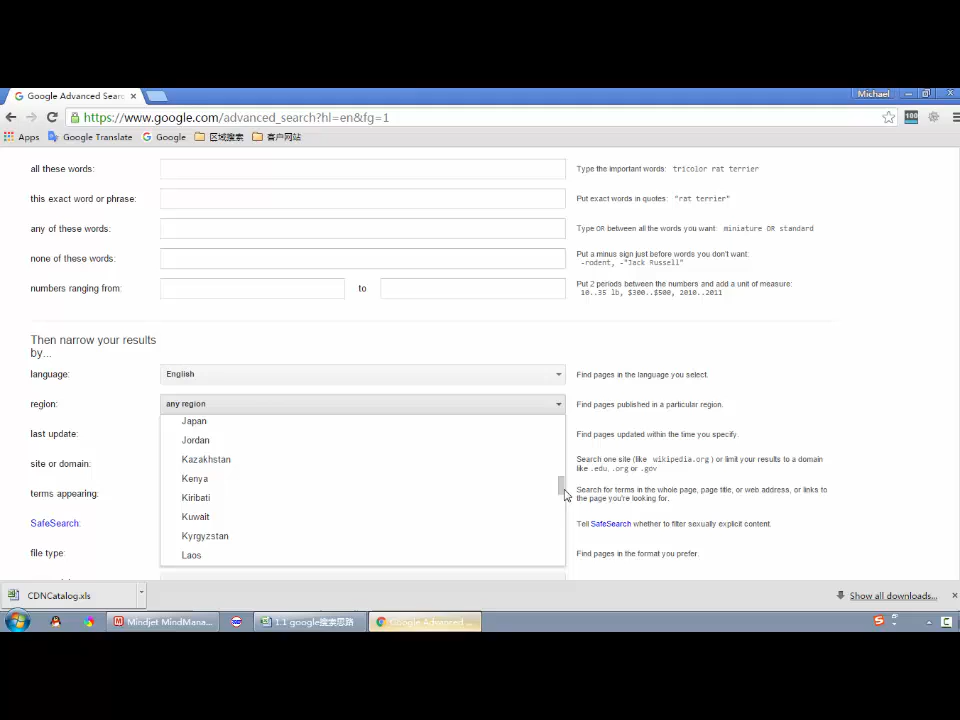 Google Advanced Searc
Michael
https://www.google.com/advanced_search?hl=en&fg=1
100
Apps Google Translate Google 区域搜索 客户网站
all these words:
Type the important words: tricolor rat terrier
this exact word or phrase:
Put exact words in quotes: "rat terrier"
any of these words:
Type OR between all the words you want: miniature OR standard
none of these words:
Put a minus sign just before words you don't want:
-rodent, -"Jack Russell"
numbers ranging from:
to
Put 2 periods between the numbers and add a unit of measure:
10..35 lb, $300..$500, 2010..2011
Then narrow your results
by...
language:
English
Find pages in the language you select.
region:
any region
Find pages published in a particular region.
Japan
last update:
Jordan
Find pages updated within the time you specify.
Kazakhstan
site or domain:
Search one site (like wikipedia.org ) or limit your results to a domain
like .edu, .org or .gov
Kenya
terms appearing:
Kiribati
Search for terms in the whole page, page title, or web address, or links to
the page you're looking for.
Kuwait
SafeSearch:
Tell SafeSearch whether to filter sexually explicit content.
Kyrgyzstan
file type:
Laos
Find pages in the format you prefer.
CDNCatalog.xls
Show all downloads...
Mindjet MindMana...
1.1 google搜索思路
Google Advanced ...